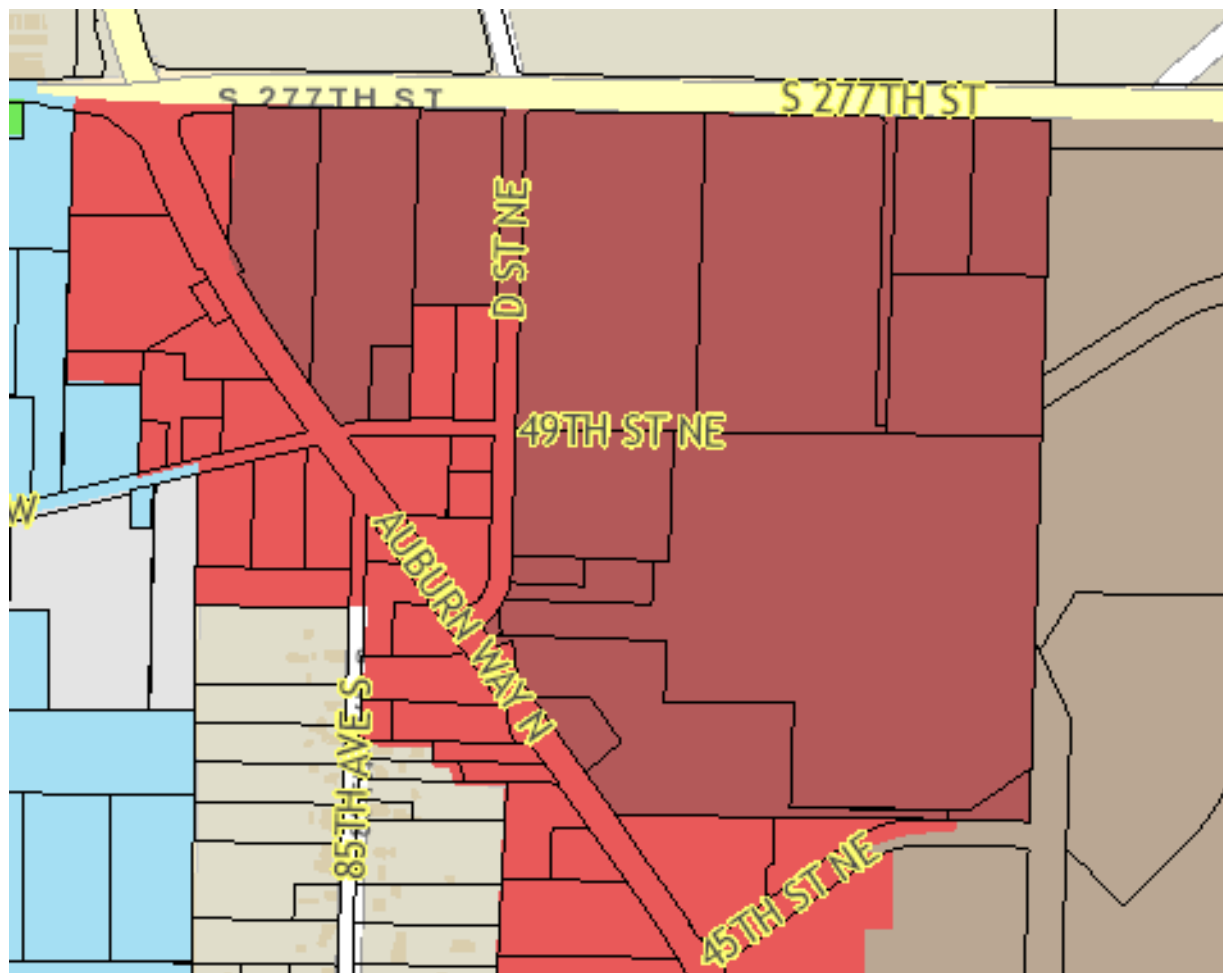 S 277TH ST
S 277TH ST
D ST NE
49TH ST NE
W
AUBURN WAY N
85TH AVE S
45TH ST NE